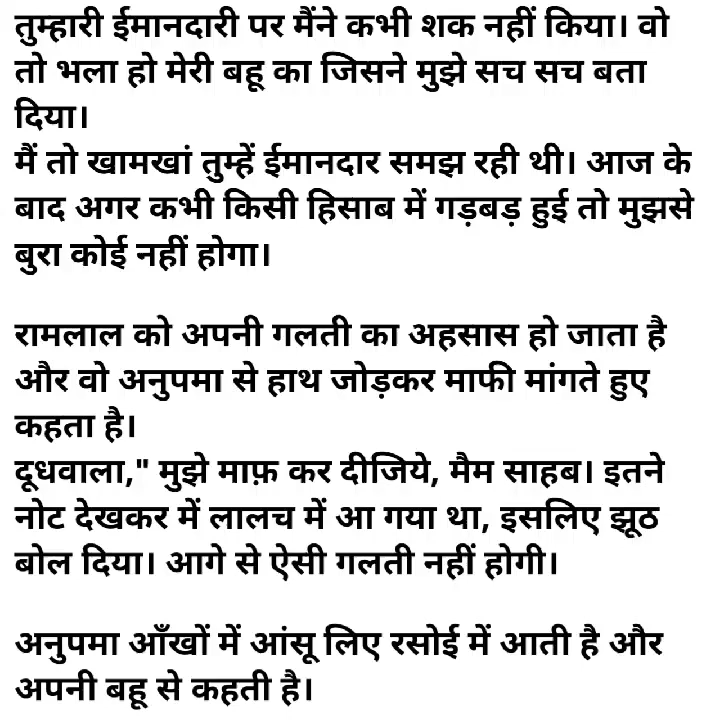 तुम्हारी ईमानदारी पर मैंने कभी शक नहीं किया। वो
तो भला हो मेरी बहू का जिसने मुझे सच सच बता
दिया।
मैं तो खामखां तुम्हें ईमानदार समझ रही थी। आज के
बाद अगर कभी किसी हिसाब में गड़बड़ हुई तो मुझसे
बुरा कोई नहीं होगा।
रामलाल को अपनी गलती का अहसास हो जाता है
और वो अनुपमा से हाथ जोड़कर माफी मांगते हुए
कहता है।
दूधवाला," मुझे माफ़ कर दीजिये, मैम साहब। इतने
नोट देखकर में लालच में आ गया था, इसलिए झूठ
बोल दिया। आगे से ऐसी गलती नहीं होगी।
अनुपमा आँखों में आंसू लिए रसोई में आती है और
अपनी बहू से कहती है।